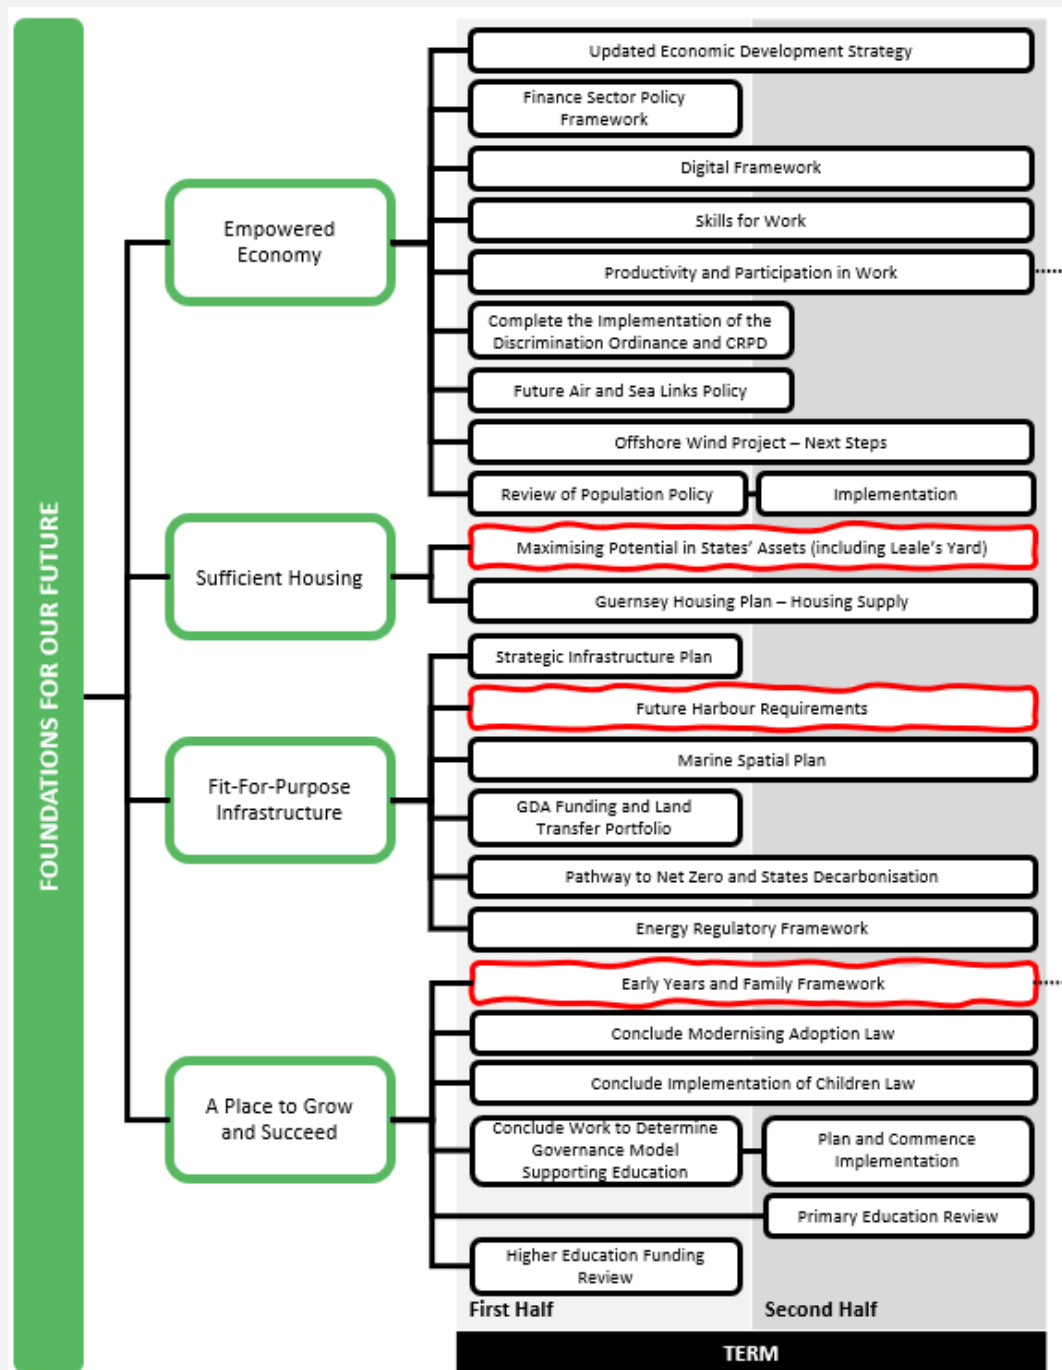 FOUNDATIONS FOR OUR FUTURE
Empowered
Economy
Updated Economic Development Strategy
Finance Sector Policy
Framework
Digital Framework
Skills for Work
Productivity and Participation in Work
Complete the Implementation of the
Discrimination Ordinance and CRPD
Future Air and Sea Links Policy
Offshore Wind Project – Next Steps
Review of Population Policy
Implementation
Sufficient Housing
Maximising Potential in States’ Assets (including Leale’s Yard)
Guernsey Housing Plan – Housing Supply
Fit-For-Purpose
Infrastructure
Strategic Infrastructure Plan
Future Harbour Requirements
Marine Spatial Plan
GDA Funding and Land
Transfer Portfolio
Pathway to Net Zero and States Decarbonisation
Energy Regulatory Framework
A Place to Grow
and Succeed
Early Years and Family Framework
Conclude Modernising Adoption Law
Conclude Implementation of Children Law
Conclude Work to Determine
Governance Model
Supporting Education
Plan and Commence
Implementation
Primary Education Review
Higher Education Funding
Review
First Half
Second Half
TERM